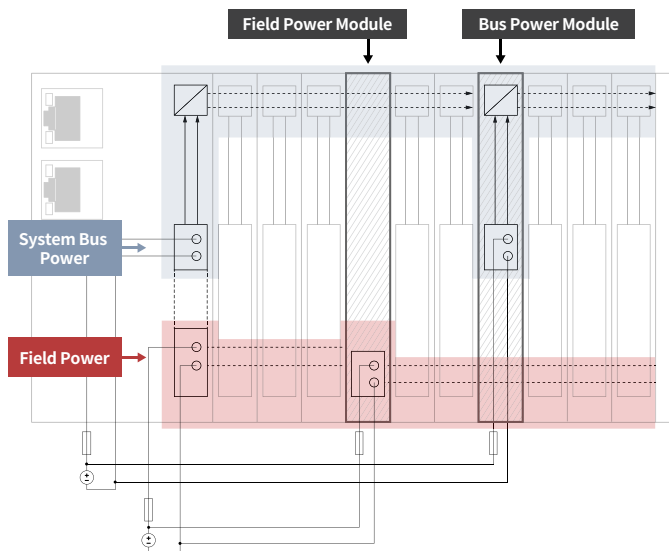 Field Power Module
Bus Power Module
System Bus
Power
Field Power